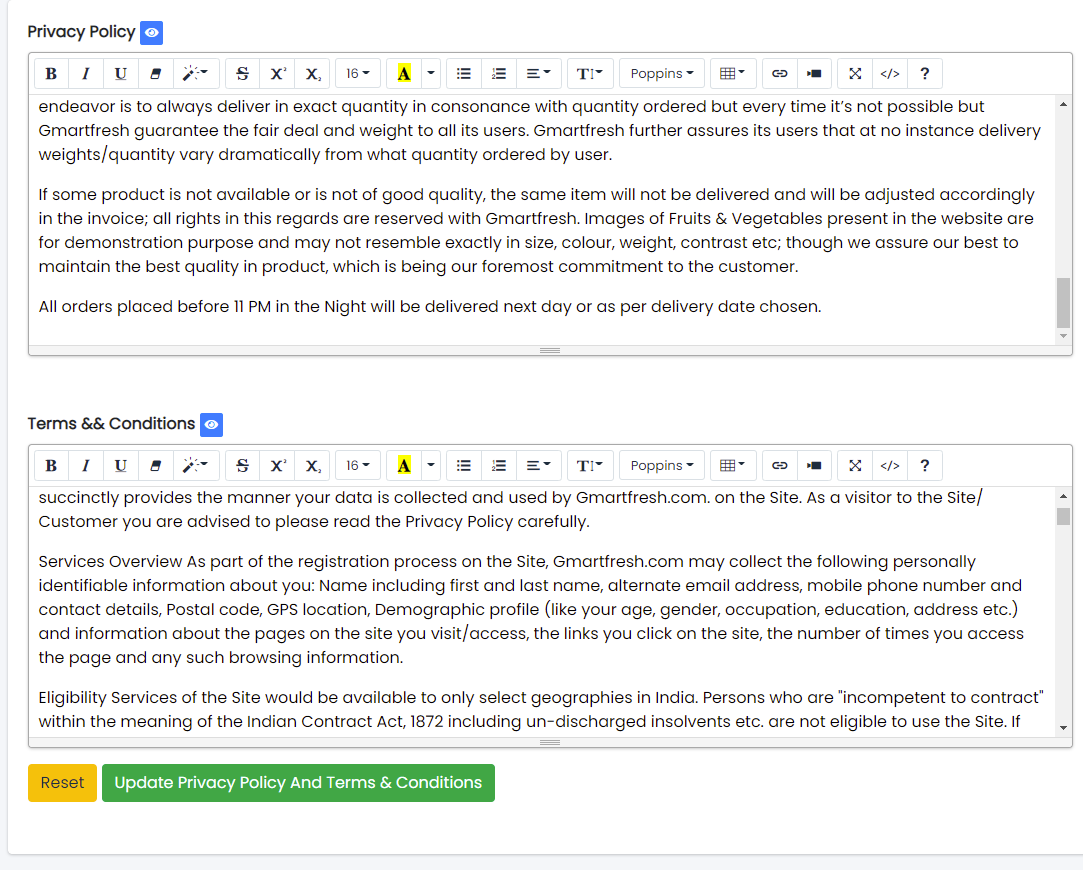 Privacy Policy
B I U S X² X₂ 16 A T! Poppins </> ?
endeavor is to always deliver in exact quantity in consonance with quantity ordered but every time it’s not possible but
Gmartfresh guarantee the fair deal and weight to all its users. Gmartfresh further assures its users that at no instance delivery
weights/quantity vary dramatically from what quantity ordered by user.
If some product is not available or is not of good quality, the same item will not be delivered and will be adjusted accordingly
in the invoice; all rights in this regards are reserved with Gmartfresh. Images of Fruits & Vegetables present in the website are
for demonstration purpose and may not resemble exactly in size, colour, weight, contrast etc; though we assure our best to
maintain the best quality in product, which is being our foremost commitment to the customer.
All orders placed before 11 PM in the Night will be delivered next day or as per delivery date chosen.
Terms && Conditions
B I U S X² X₂ 16 A T! Poppins </> ?
succinctly provides the manner your data is collected and used by Gmartfresh.com. on the Site. As a visitor to the Site/
Customer you are advised to please read the Privacy Policy carefully.
Services Overview As part of the registration process on the Site, Gmartfresh.com may collect the following personally
identifiable information about you: Name including first and last name, alternate email address, mobile phone number and
contact details, Postal code, GPS location, Demographic profile (like your age, gender, occupation, education, address etc.)
and information about the pages on the site you visit/access, the links you click on the site, the number of times you access
the page and any such browsing information.
Eligibility Services of the Site would be available to only select geographies in India. Persons who are "incompetent to contract"
within the meaning of the Indian Contract Act, 1872 including un-discharged insolvents etc. are not eligible to use the Site. If
Reset Update Privacy Policy And Terms & Conditions